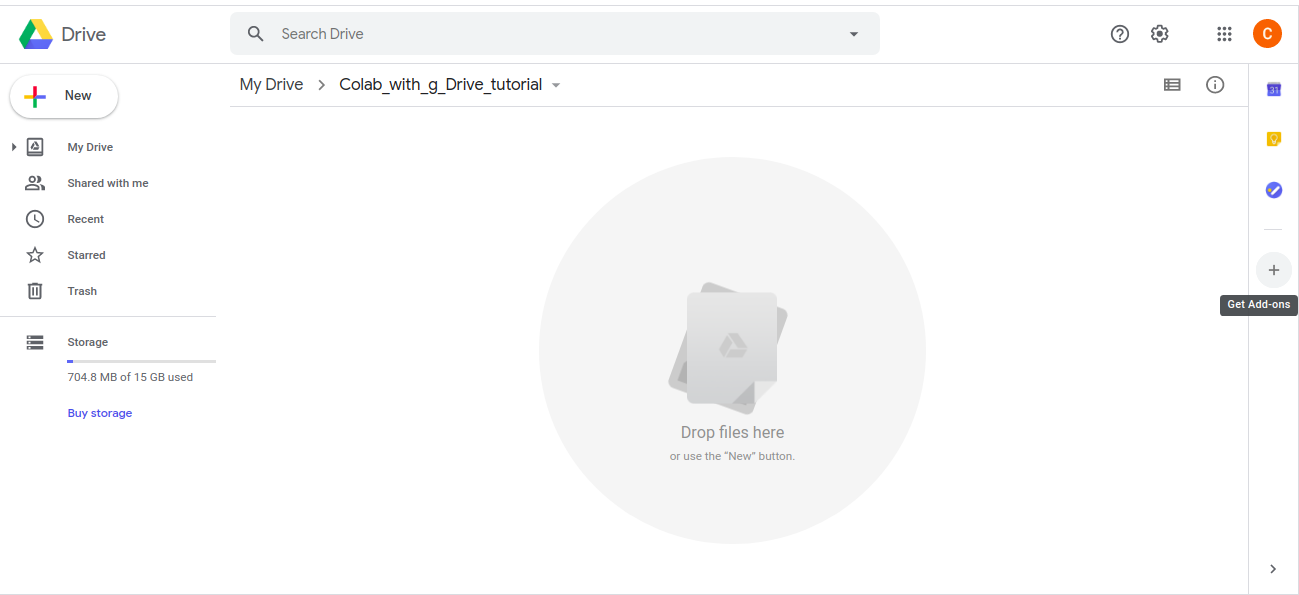 Drive
Search Drive
C
New
My Drive > Colab_with_g_Drive_tutorial
31
My Drive
Shared with me
Recent
Starred
Trash
Get Add-ons
Storage
704.8 MB of 15 GB used
Buy storage
Drop files here
or use the “New” button.